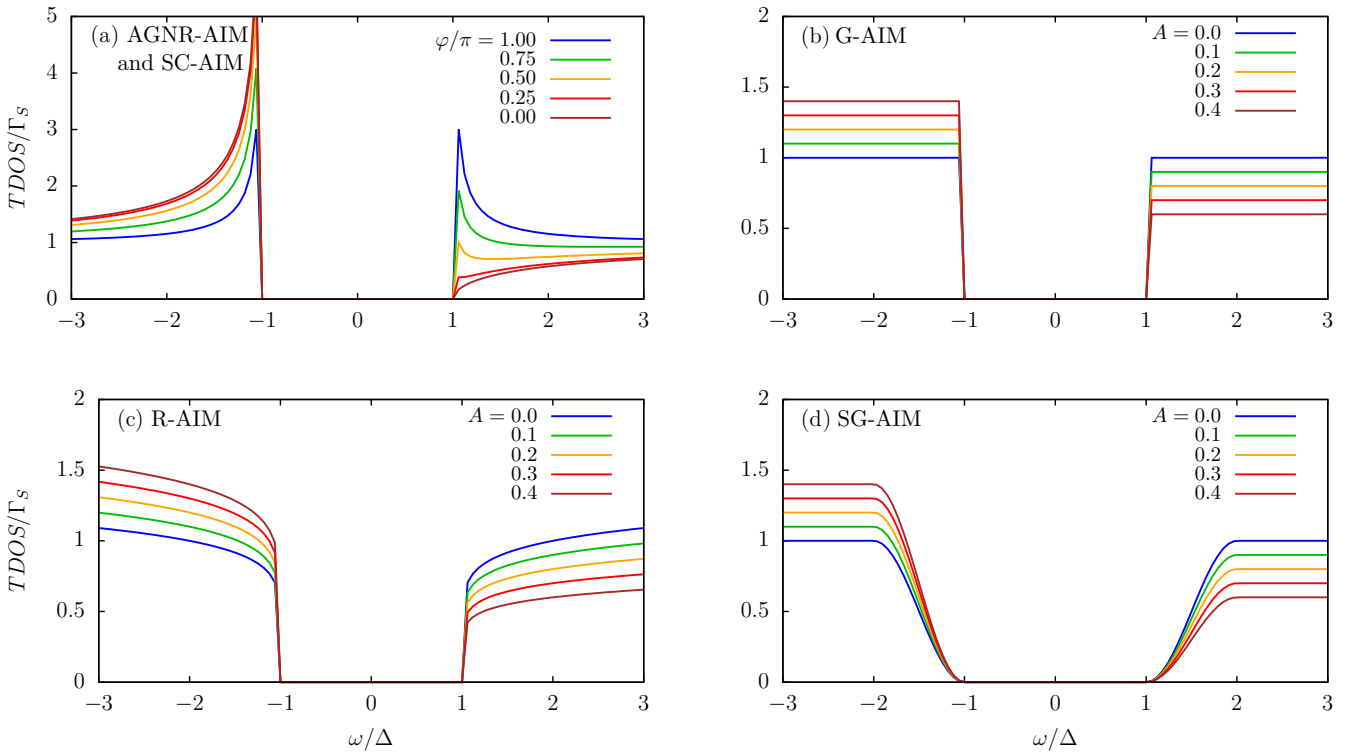 (a) AGNR-AIM
and SC-AIM
φ/π = 1.00
0.75
0.50
0.25
0.00
TDOS/Γ_S
5
4
3
2
1
0
−3 −2 −1 0 1 2 3
(b) G-AIM
A = 0.0
0.1
0.2
0.3
0.4
2
1.5
1
0.5
0
−3 −2 −1 0 1 2 3
(c) R-AIM
A = 0.0
0.1
0.2
0.3
0.4
TDOS/Γ_S
2
1.5
1
0.5
0
−3 −2 −1 0 1 2 3
ω/Δ
(d) SG-AIM
A = 0.0
0.1
0.2
0.3
0.4
2
1.5
1
0.5
0
−3 −2 −1 0 1 2 3
ω/Δ